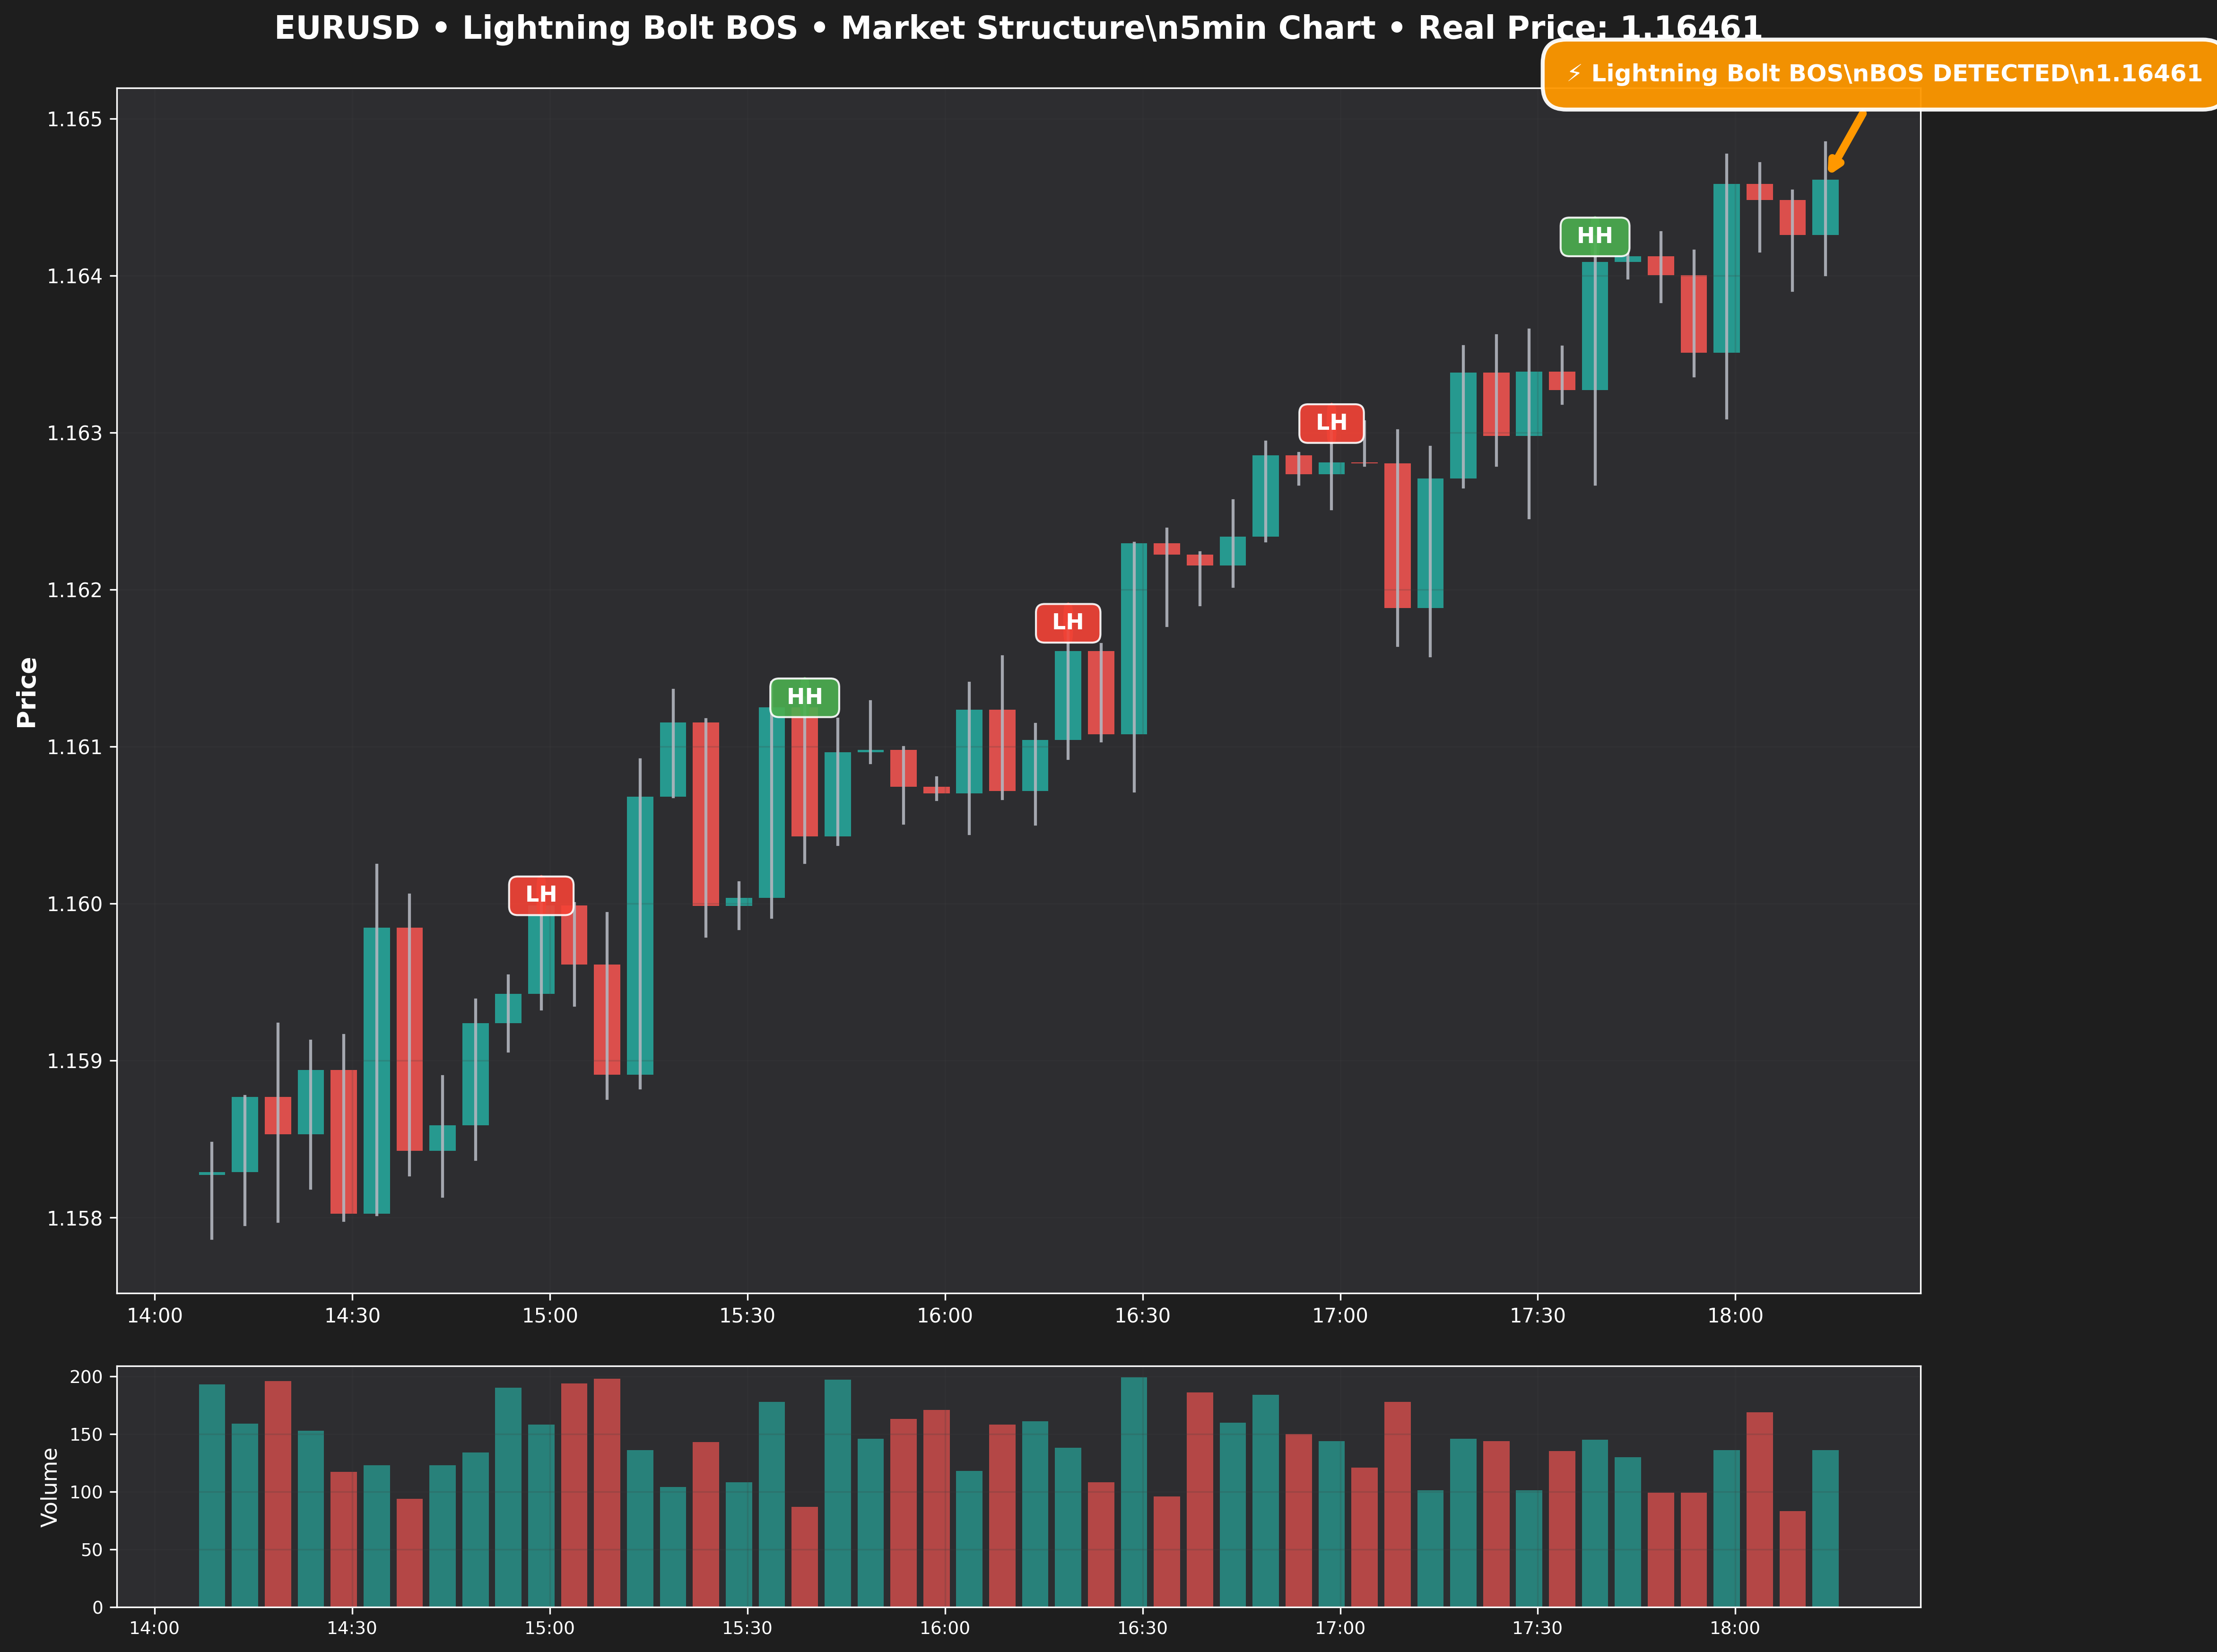 EURUSD • Lightning Bolt BOS • Market Structure\n5min Chart • Real Price: 1.16461
⚡ Lightning Bolt BOS\nBOS DETECTED\n1.16461
Price
1.165
1.164
1.163
1.162
1.161
1.160
1.159
1.158
HH
LH
LH
HH
LH
14:00 14:30 15:00 15:30 16:00 16:30 17:00 17:30 18:00
Volume
200
150
100
50
0
14:00 14:30 15:00 15:30 16:00 16:30 17:00 17:30 18:00